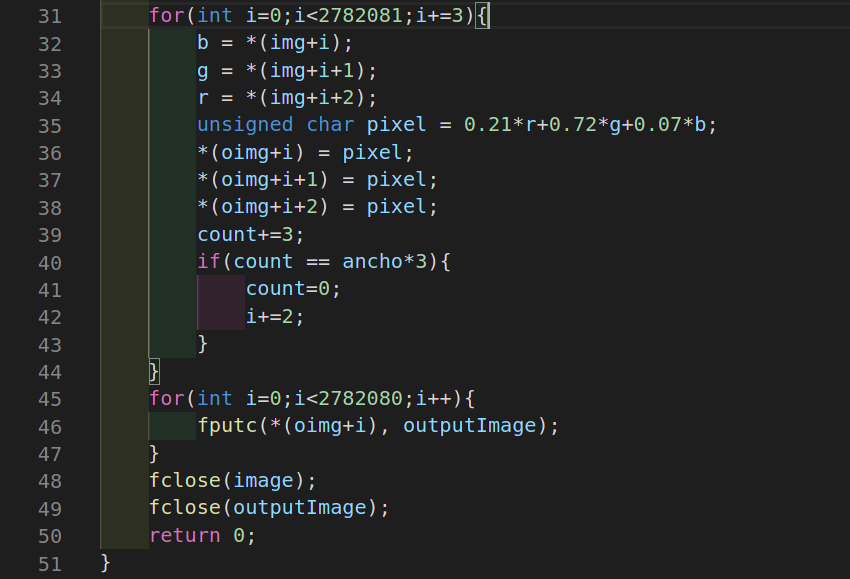 31 for(int i=0;i<2782081;i+=3){
32 b = *(img+i);
33 g = *(img+i+1);
34 r = *(img+i+2);
35 unsigned char pixel = 0.21*r+0.72*g+0.07*b;
36 *(oimg+i) = pixel;
37 *(oimg+i+1) = pixel;
38 *(oimg+i+2) = pixel;
39 count+=3;
40 if(count == ancho*3){
41 count=0;
42 i+=2;
43 }
44 }
45 for(int i=0;i<2782080;i++){
46 fputc(*(oimg+i), outputImage);
47 }
48 fclose(image);
49 fclose(outputImage);
50 return 0;
51 }